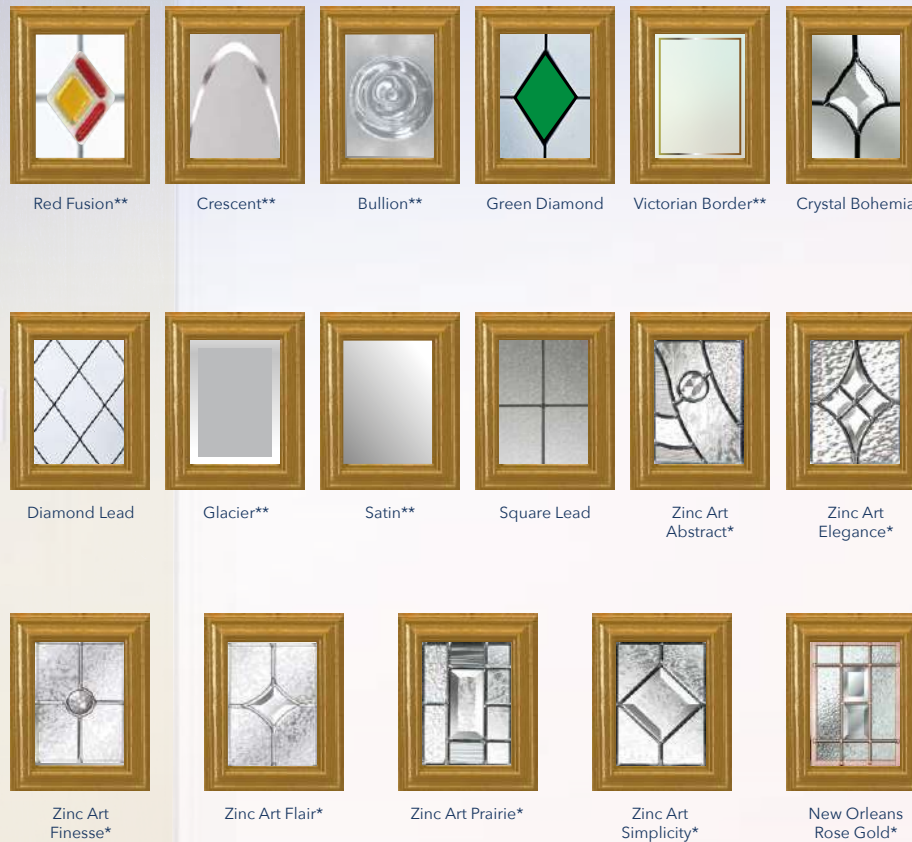 Red Fusion**
Crescent**
Bullion**
Green Diamond
Victorian Border**
Crystal Bohemia
Diamond Lead
Glacier**
Satin**
Square Lead
Zinc Art
Abstract*
Zinc Art
Elegance*
Zinc Art
Finesse*
Zinc Art Flair*
Zinc Art Prairie*
Zinc Art
Simplicity*
New Orleans
Rose Gold*